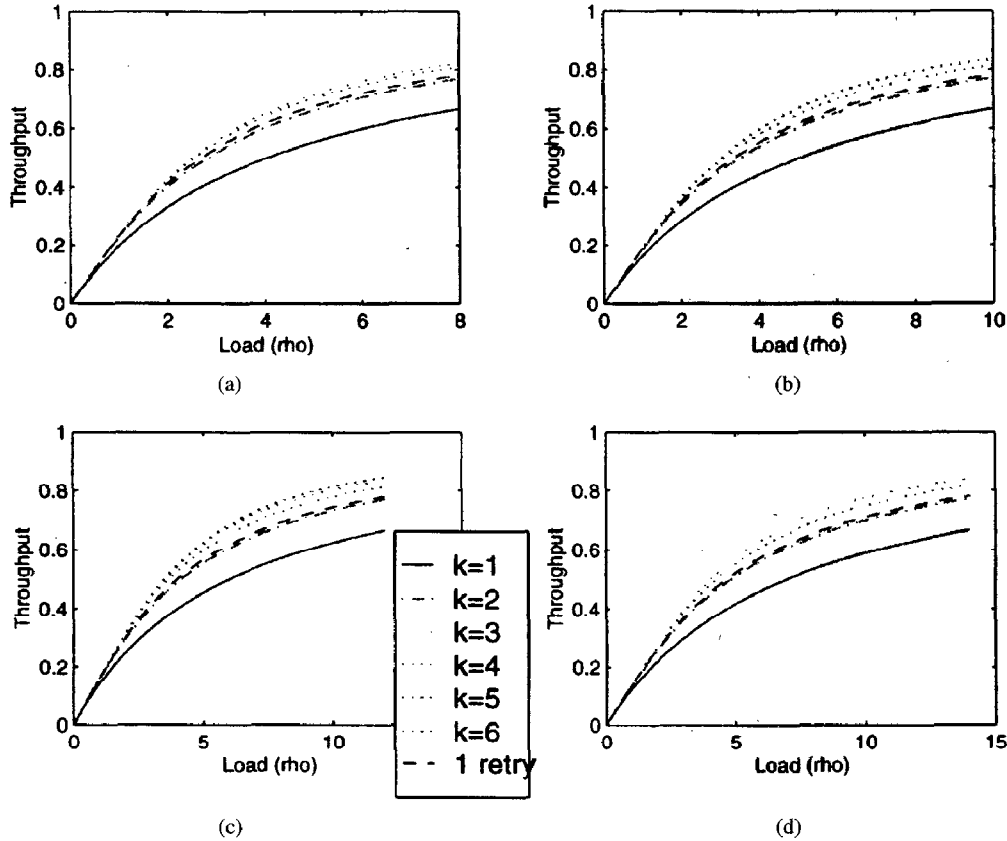 1
0.8
0.6
0.4
0.2
0
Throughput
0 2 4 6 8
Load (rho)
(a)
1
0.8
0.6
0.4
0.2
0
Throughput
0 2 4 6 8 10
Load (rho)
(b)
1
0.8
0.6
0.4
0.2
0
Throughput
0 5 10
Load (rho)
(c)
k=1
k=2
k=3
k=4
k=5
k=6
1 retry
1
0.8
0.6
0.4
0.2
0
Throughput
0 5 10 15
Load (rho)
(d)